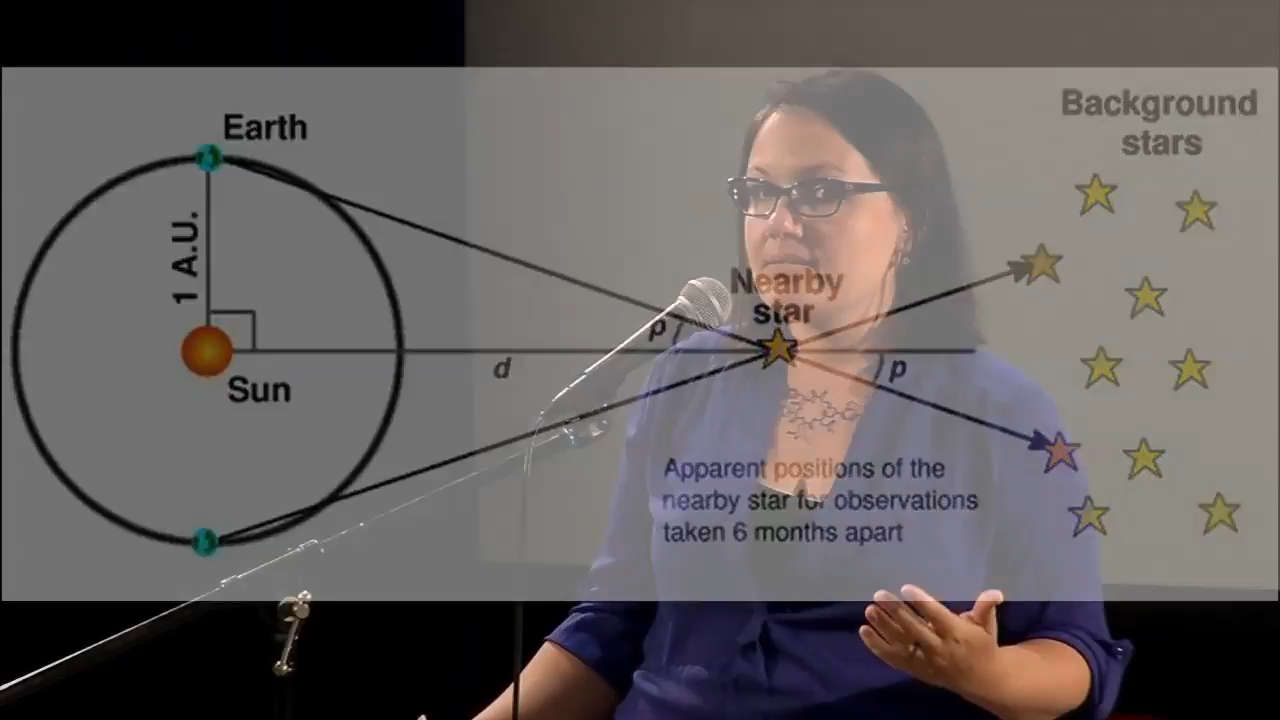 Earth
1 A.U.
Sun
d
p
Nearby
star
p
Background
stars
Apparent positions of the
nearby star for observations
taken 6 months apart